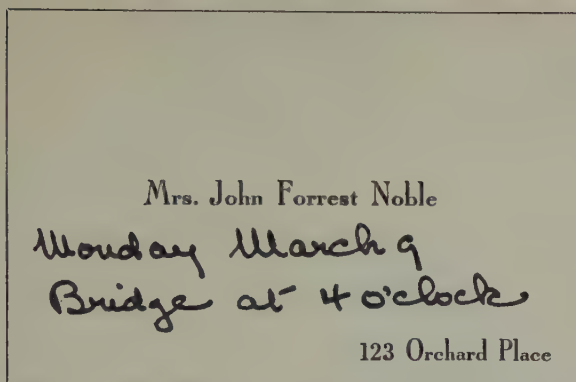 Mrs. John Forrest Noble
Monday March 9
Bridge at 4 o'clock
123 Orchard Place